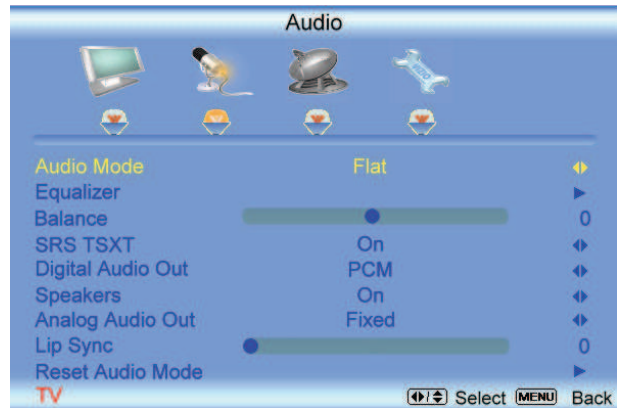 Audio
Audio Mode Flat
Equalizer
Balance 0
SRS TSXT On
Digital Audio Out PCM
Speakers On
Analog Audio Out Fixed
Lip Sync 0
Reset Audio Mode
TV Select MENU Back